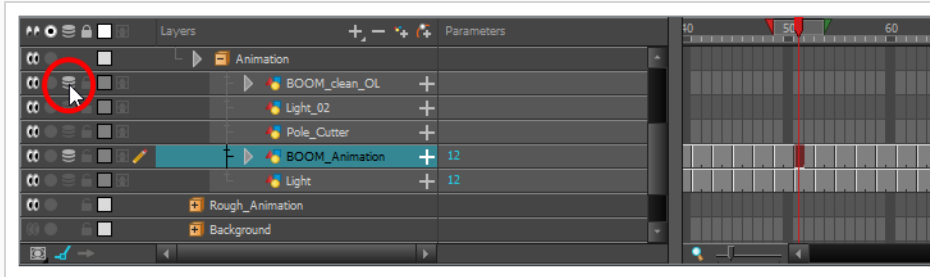 Layers Parameters 40 50 60
Animation
BOOM_clean_OL
Light_02
Pole_Cutter
BOOM_Animation 12
Light 12
Rough_Animation
Background